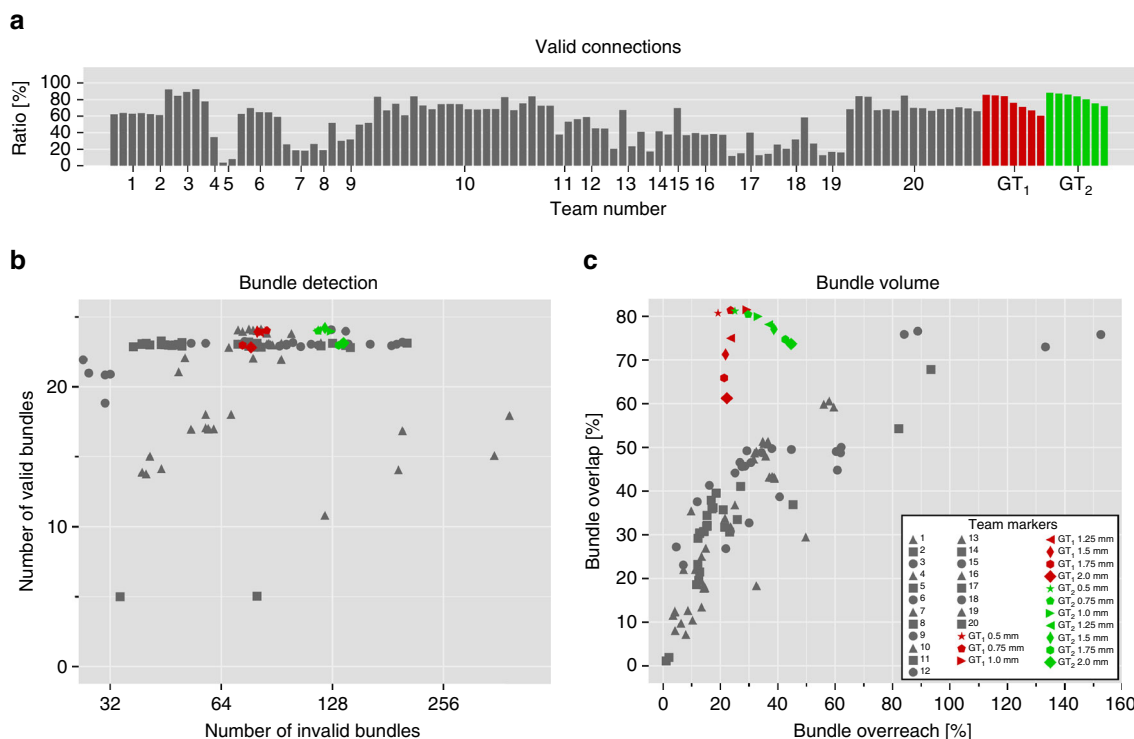 a
Valid connections
Ratio [%]
100
80
60
40
20
0
1 2 3 4 5 6 7 8 9 10 11 12 13 14 15 16 17 18 19 20 GT1 GT2
Team number
b
Bundle detection
Number of valid bundles
20
10
0
32 64 128 256
Number of invalid bundles
c
Bundle volume
Bundle overlap [%]
80
70
60
50
40
30
20
10
0
0 20 40 60 80 100 120 140 160
Bundle overreach [%]
Team markers
1
2
3
4
5
6
7
8
9
10
11
12
13
14
15
16
17
18
19
20
GT1 0.5 mm
GT1 0.75 mm
GT1 1.0 mm
GT1 1.25 mm
GT1 1.5 mm
GT1 1.75 mm
GT1 2.0 mm
GT2 0.5 mm
GT2 0.75 mm
GT2 1.0 mm
GT2 1.25 mm
GT2 1.5 mm
GT2 1.75 mm
GT2 2.0 mm